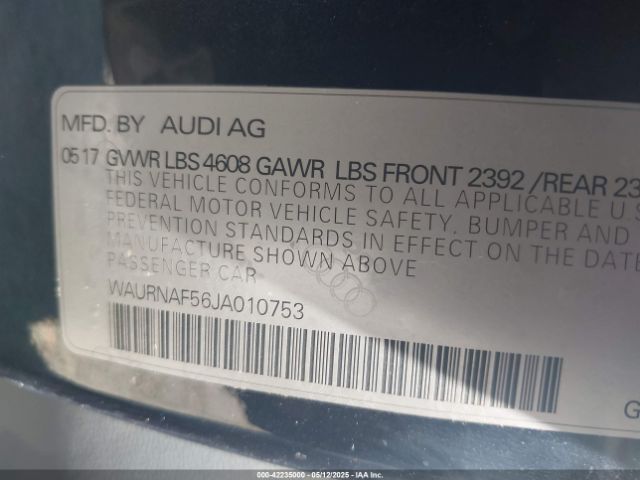 MFD. BY AUDI AG
05 17 GVWR LBS 4608 GAWR LBS FRONT 2392 /REAR 23
THIS VEHICLE CONFORMS TO ALL APPLICABLE U.S
FEDERAL MOTOR VEHICLE SAFETY. BUMPER AND
PREVENTION STANDARDS IN EFFECT ON THE DATE
MANUFACTURE SHOWN ABOVE
PASSENGER CAR
WAURNAF56JA010753
G
000-42235000 - 05/12/2025 - IAA Inc.